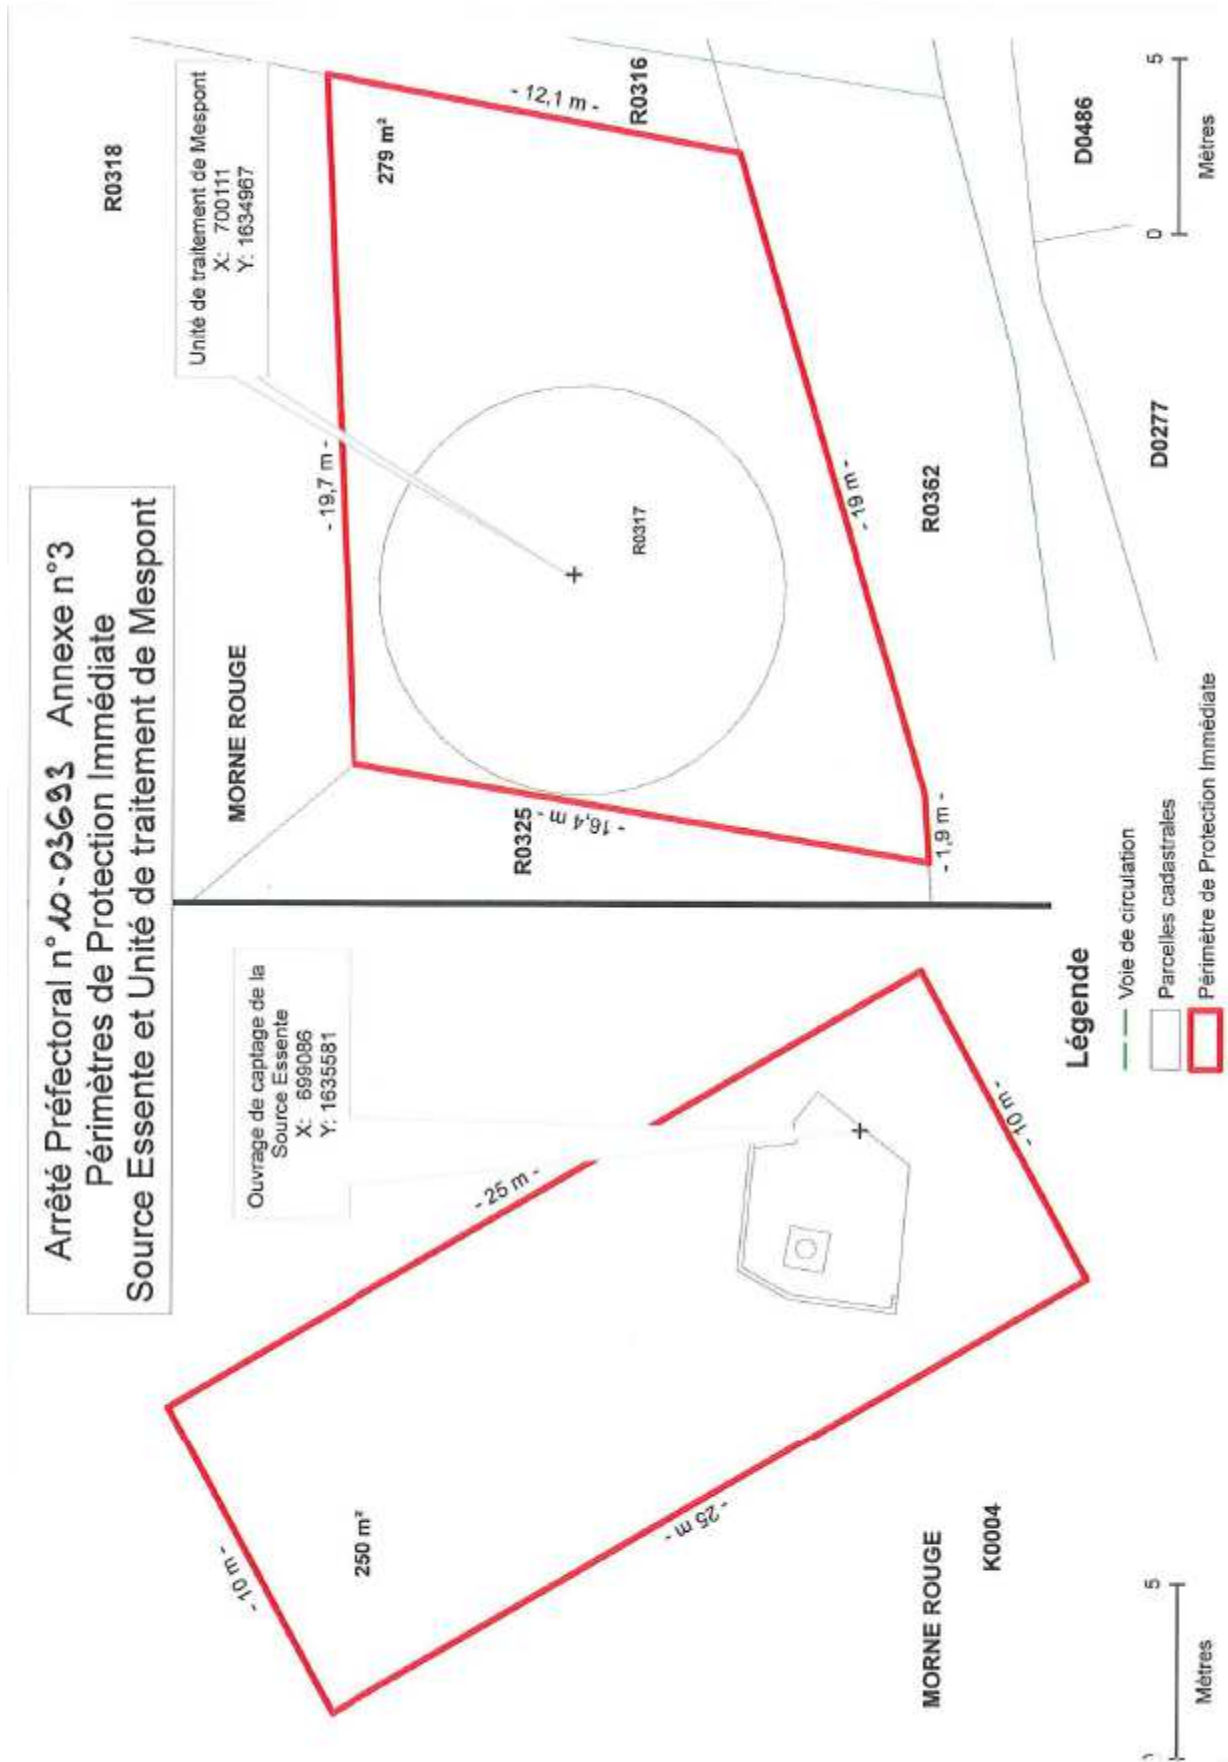 Arrêté Préfectoral n° 10-03693 Annexe n°3
Périmètres de Protection Immédiate
Source Essente et Unité de traitement de Mespont
Ouvrage de captage de la
Source Essente
X: 699086
Y: 1635581
- 10 m -
- 25 m -
250 m²
- 25 m -
- 10 m -
MORNE ROUGE
K0004
5
Mètres
MORNE ROUGE
R0318
Unité de traitement de Mespont
X: 700111
Y: 1634967
- 19,7 m -
279 m²
- 12,1 m -
R0316
R0325
- 16,4 m -
R0317
- 19 m -
- 1,9 m -
R0362
D0486
D0277
0 5
Mètres
Légende
Voie de circulation
Parcelles cadastrales
Périmètre de Protection Immédiate